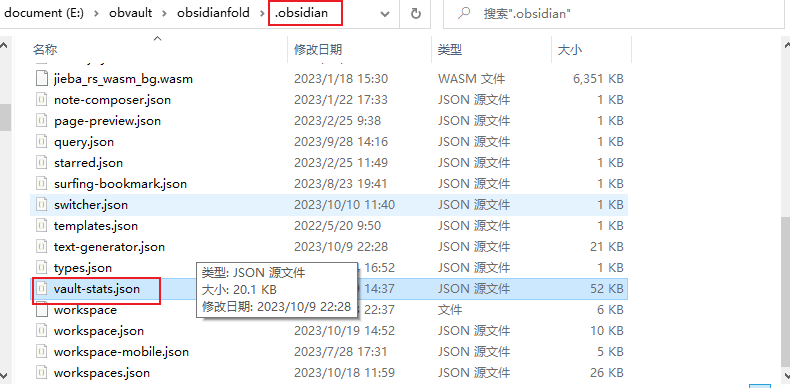 document (E:) › obvault › obsidianfold › .obsidian 搜索".obsidian"
名称 修改日期 类型 大小
jieba_rs_wasm_bg.wasm 2023/1/18 15:30 WASM 文件 6,351 KB
note-composer.json 2023/1/22 17:33 JSON 源文件 1 KB
page-preview.json 2023/2/25 9:38 JSON 源文件 1 KB
query.json 2023/9/28 14:16 JSON 源文件 1 KB
starred.json 2023/2/25 11:49 JSON 源文件 1 KB
surfing-bookmark.json 2023/8/23 19:41 JSON 源文件 1 KB
switcher.json 2023/10/10 11:40 JSON 源文件 1 KB
templates.json 2022/5/20 9:50 JSON 源文件 1 KB
text-generator.json 2023/10/9 22:28 JSON 源文件 21 KB
types.json 16:52 JSON 源文件 1 KB
vault-stats.json 14:37 JSON 源文件 52 KB
workspace 22:37 文件 6 KB
workspace.json 2023/10/19 14:52 JSON 源文件 10 KB
workspace-mobile.json 2023/7/28 17:31 JSON 源文件 5 KB
workspaces.json 2023/10/18 11:59 JSON 源文件 26 KB
类型: JSON 源文件
大小: 20.1 KB
修改日期: 2023/10/9 22:28